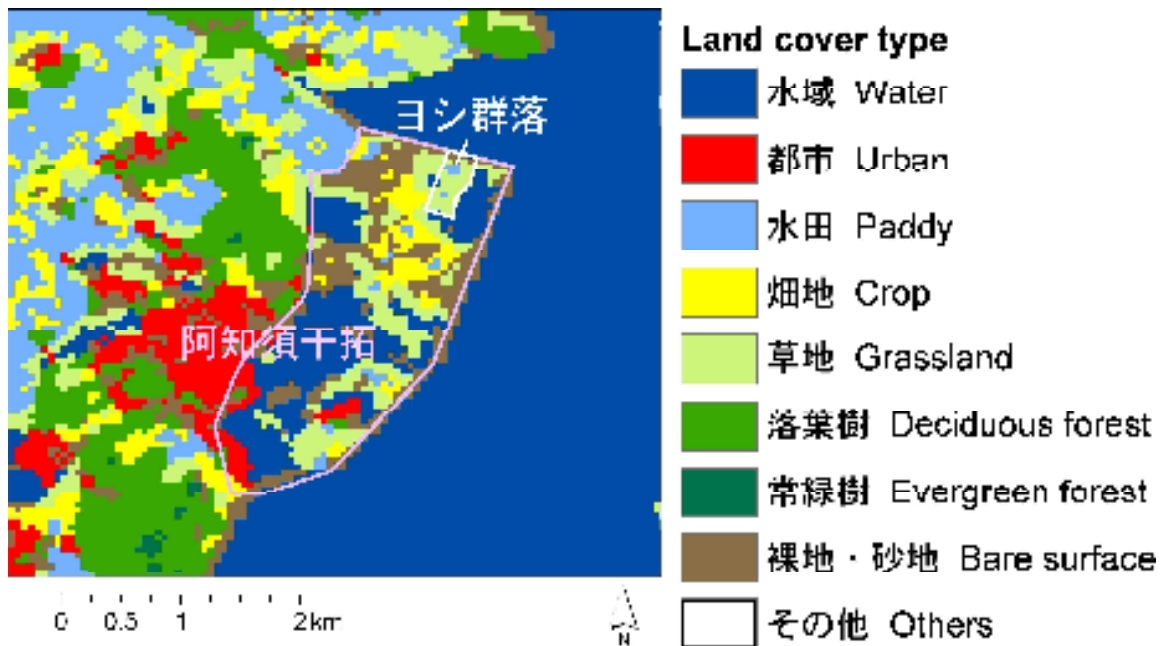 ヨシ群落
阿知須干拓
0 0.5 1 2km
N
Land cover type
水域 Water
都市 Urban
水田 Paddy
畑地 Crop
草地 Grassland
落葉樹 Deciduous forest
常緑樹 Evergreen forest
裸地・砂地 Bare surface
その他 Others